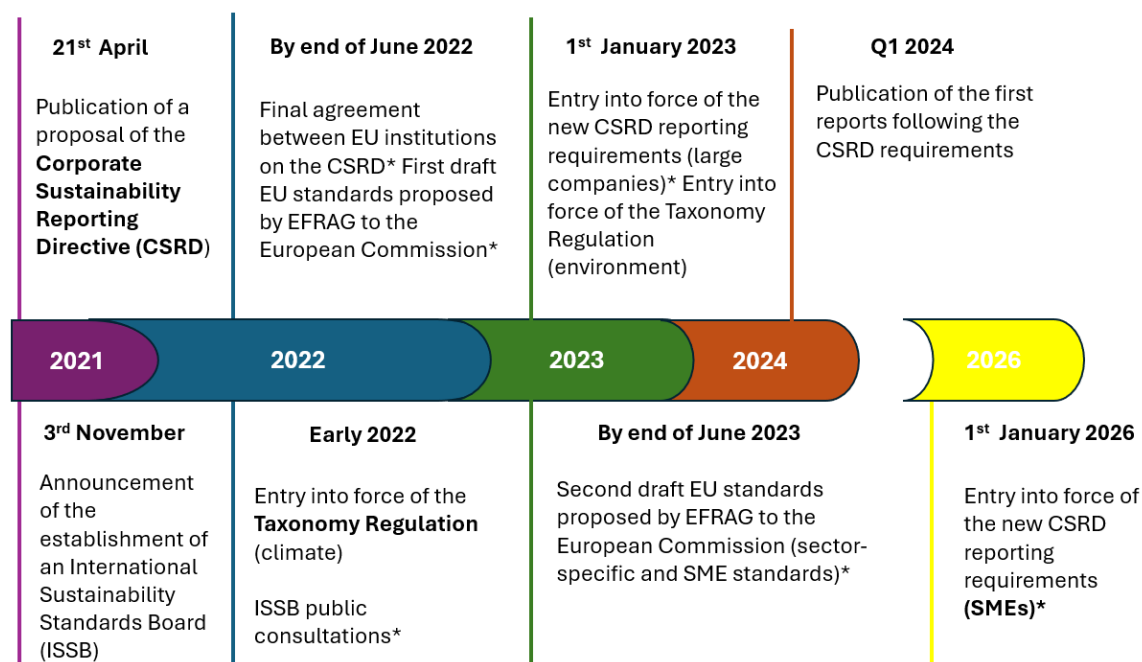 21st April
Publication of a
proposal of the
Corporate
Sustainability
Reporting
Directive (CSRD)
By end of June 2022
Final agreement
between EU institutions
on the CSRD* First draft
EU standards proposed
by EFRAG to the
European Commission*
1st January 2023
Entry into force of the
new CSRD reporting
requirements (large
companies)* Entry into
force of the Taxonomy
Regulation
(environment)
Q1 2024
Publication of the first
reports following the
CSRD requirements
2021
2022
2023
2024
2026
3rd November
Announcement
of the
establishment of
an International
Sustainability
Standards Board
(ISSB)
Early 2022
Entry into force of the
Taxonomy Regulation
(climate)
ISSB public
consultations*
By end of June 2023
Second draft EU standards
proposed by EFRAG to the
European Commission (sector-
specific and SME standards)*
1st January 2026
Entry into force of
the new CSRD
reporting
requirements
(SMEs)*